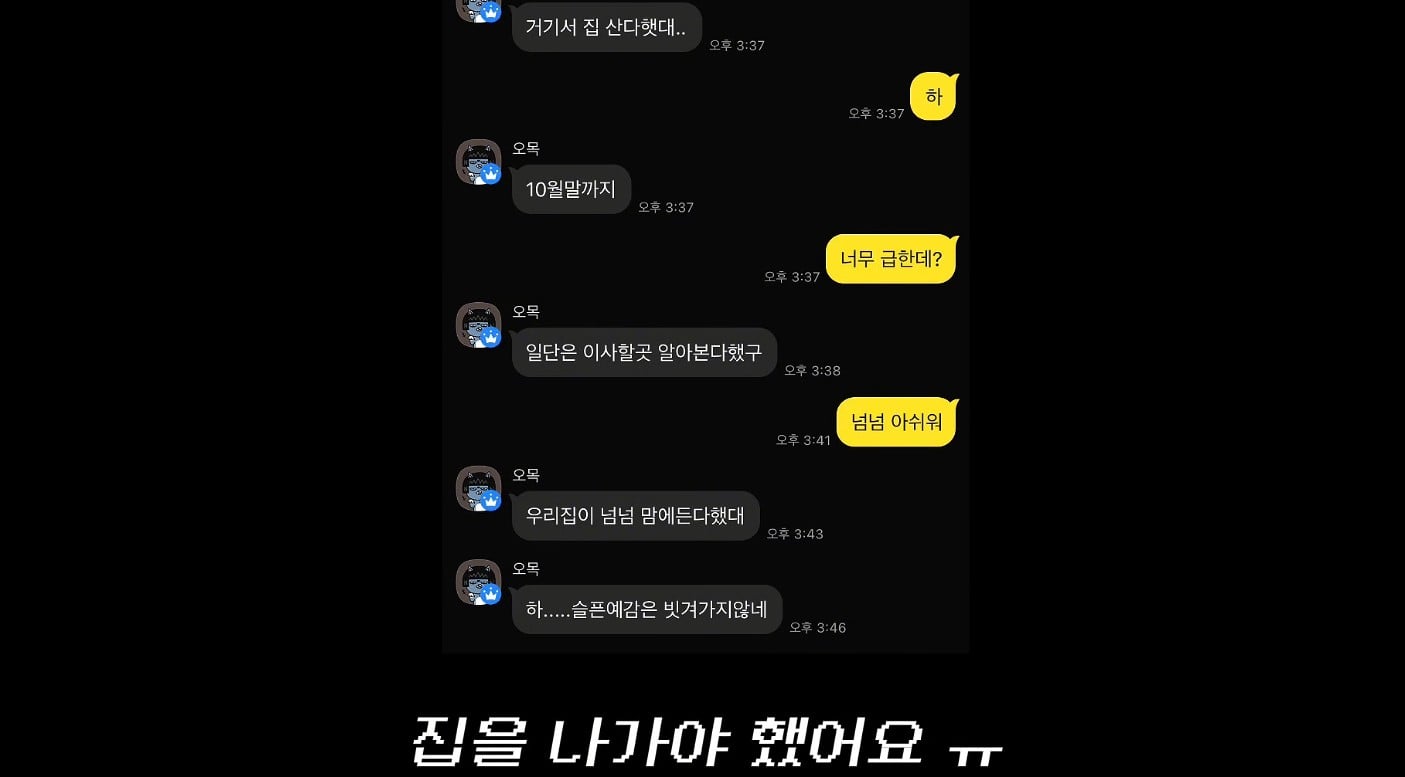 거기서 집 산다햇대..
오후 3:37
하
오후 3:37
오목
10월말까지
오후 3:37
너무 급한데?
오후 3:37
오목
일단은 이사할곳 알아본다했구
오후 3:38
넘넘 아쉬워
오후 3:41
오목
우리집이 넘넘 맘에든다했대
오후 3:43
오목
하.....슬픈예감은 빗겨가지않네
오후 3:46
집을 나가야 했어요 ㅠ